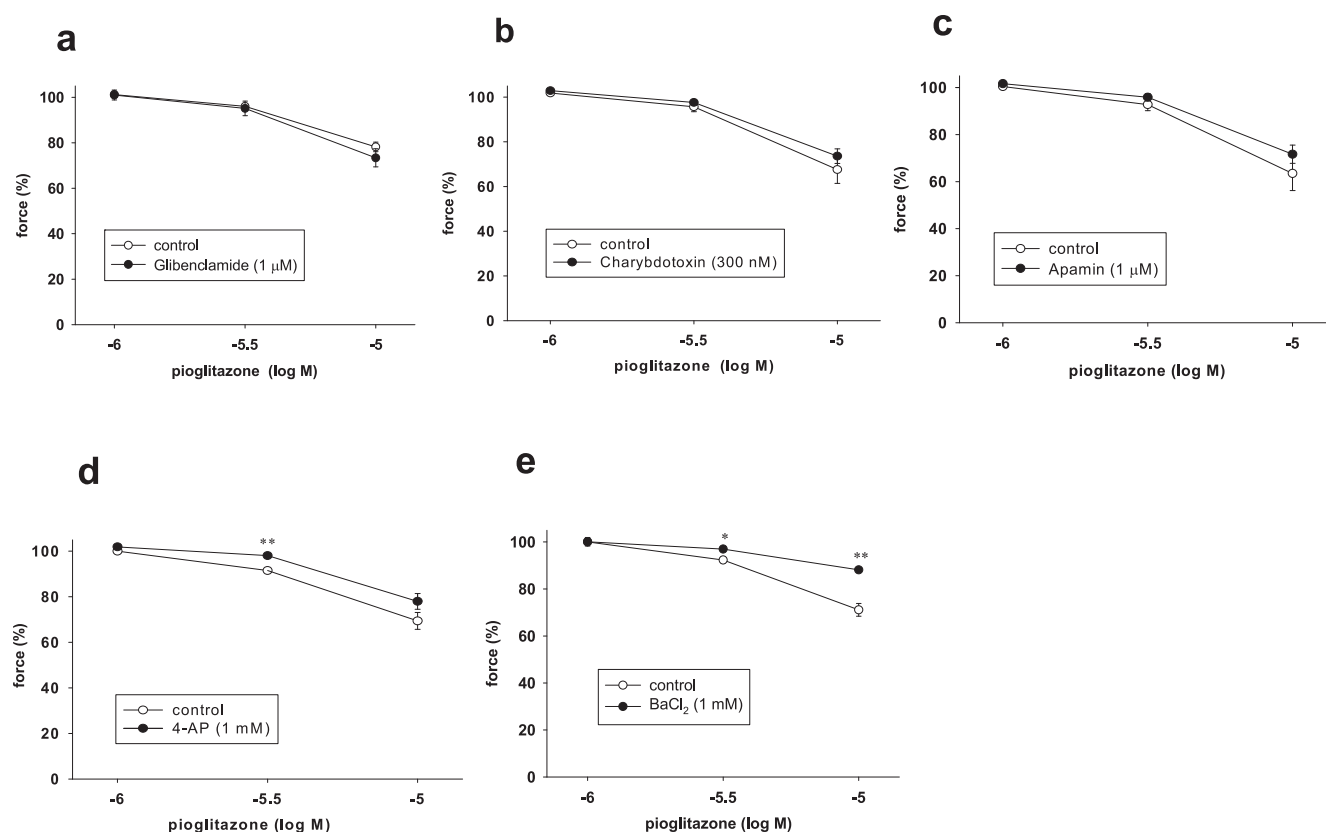 a
100
80
60
40
20
0
force (%)
control
Glibenclamide (1 μM)
-6
-5.5
-5
pioglitazone (log M)
b
100
80
60
40
20
0
force (%)
control
Charybdotoxin (300 nM)
-6
-5.5
-5
pioglitazone (log M)
c
100
80
60
40
20
0
force (%)
control
Apamin (1 μM)
-6
-5.5
-5
pioglitazone (log M)
d
100
80
60
40
20
0
force (%)
**
control
4-AP (1 mM)
-6
-5.5
-5
pioglitazone (log M)
e
100
80
60
40
20
0
force (%)
*
**
control
BaCl₂ (1 mM)
-6
-5.5
-5
pioglitazone (log M)